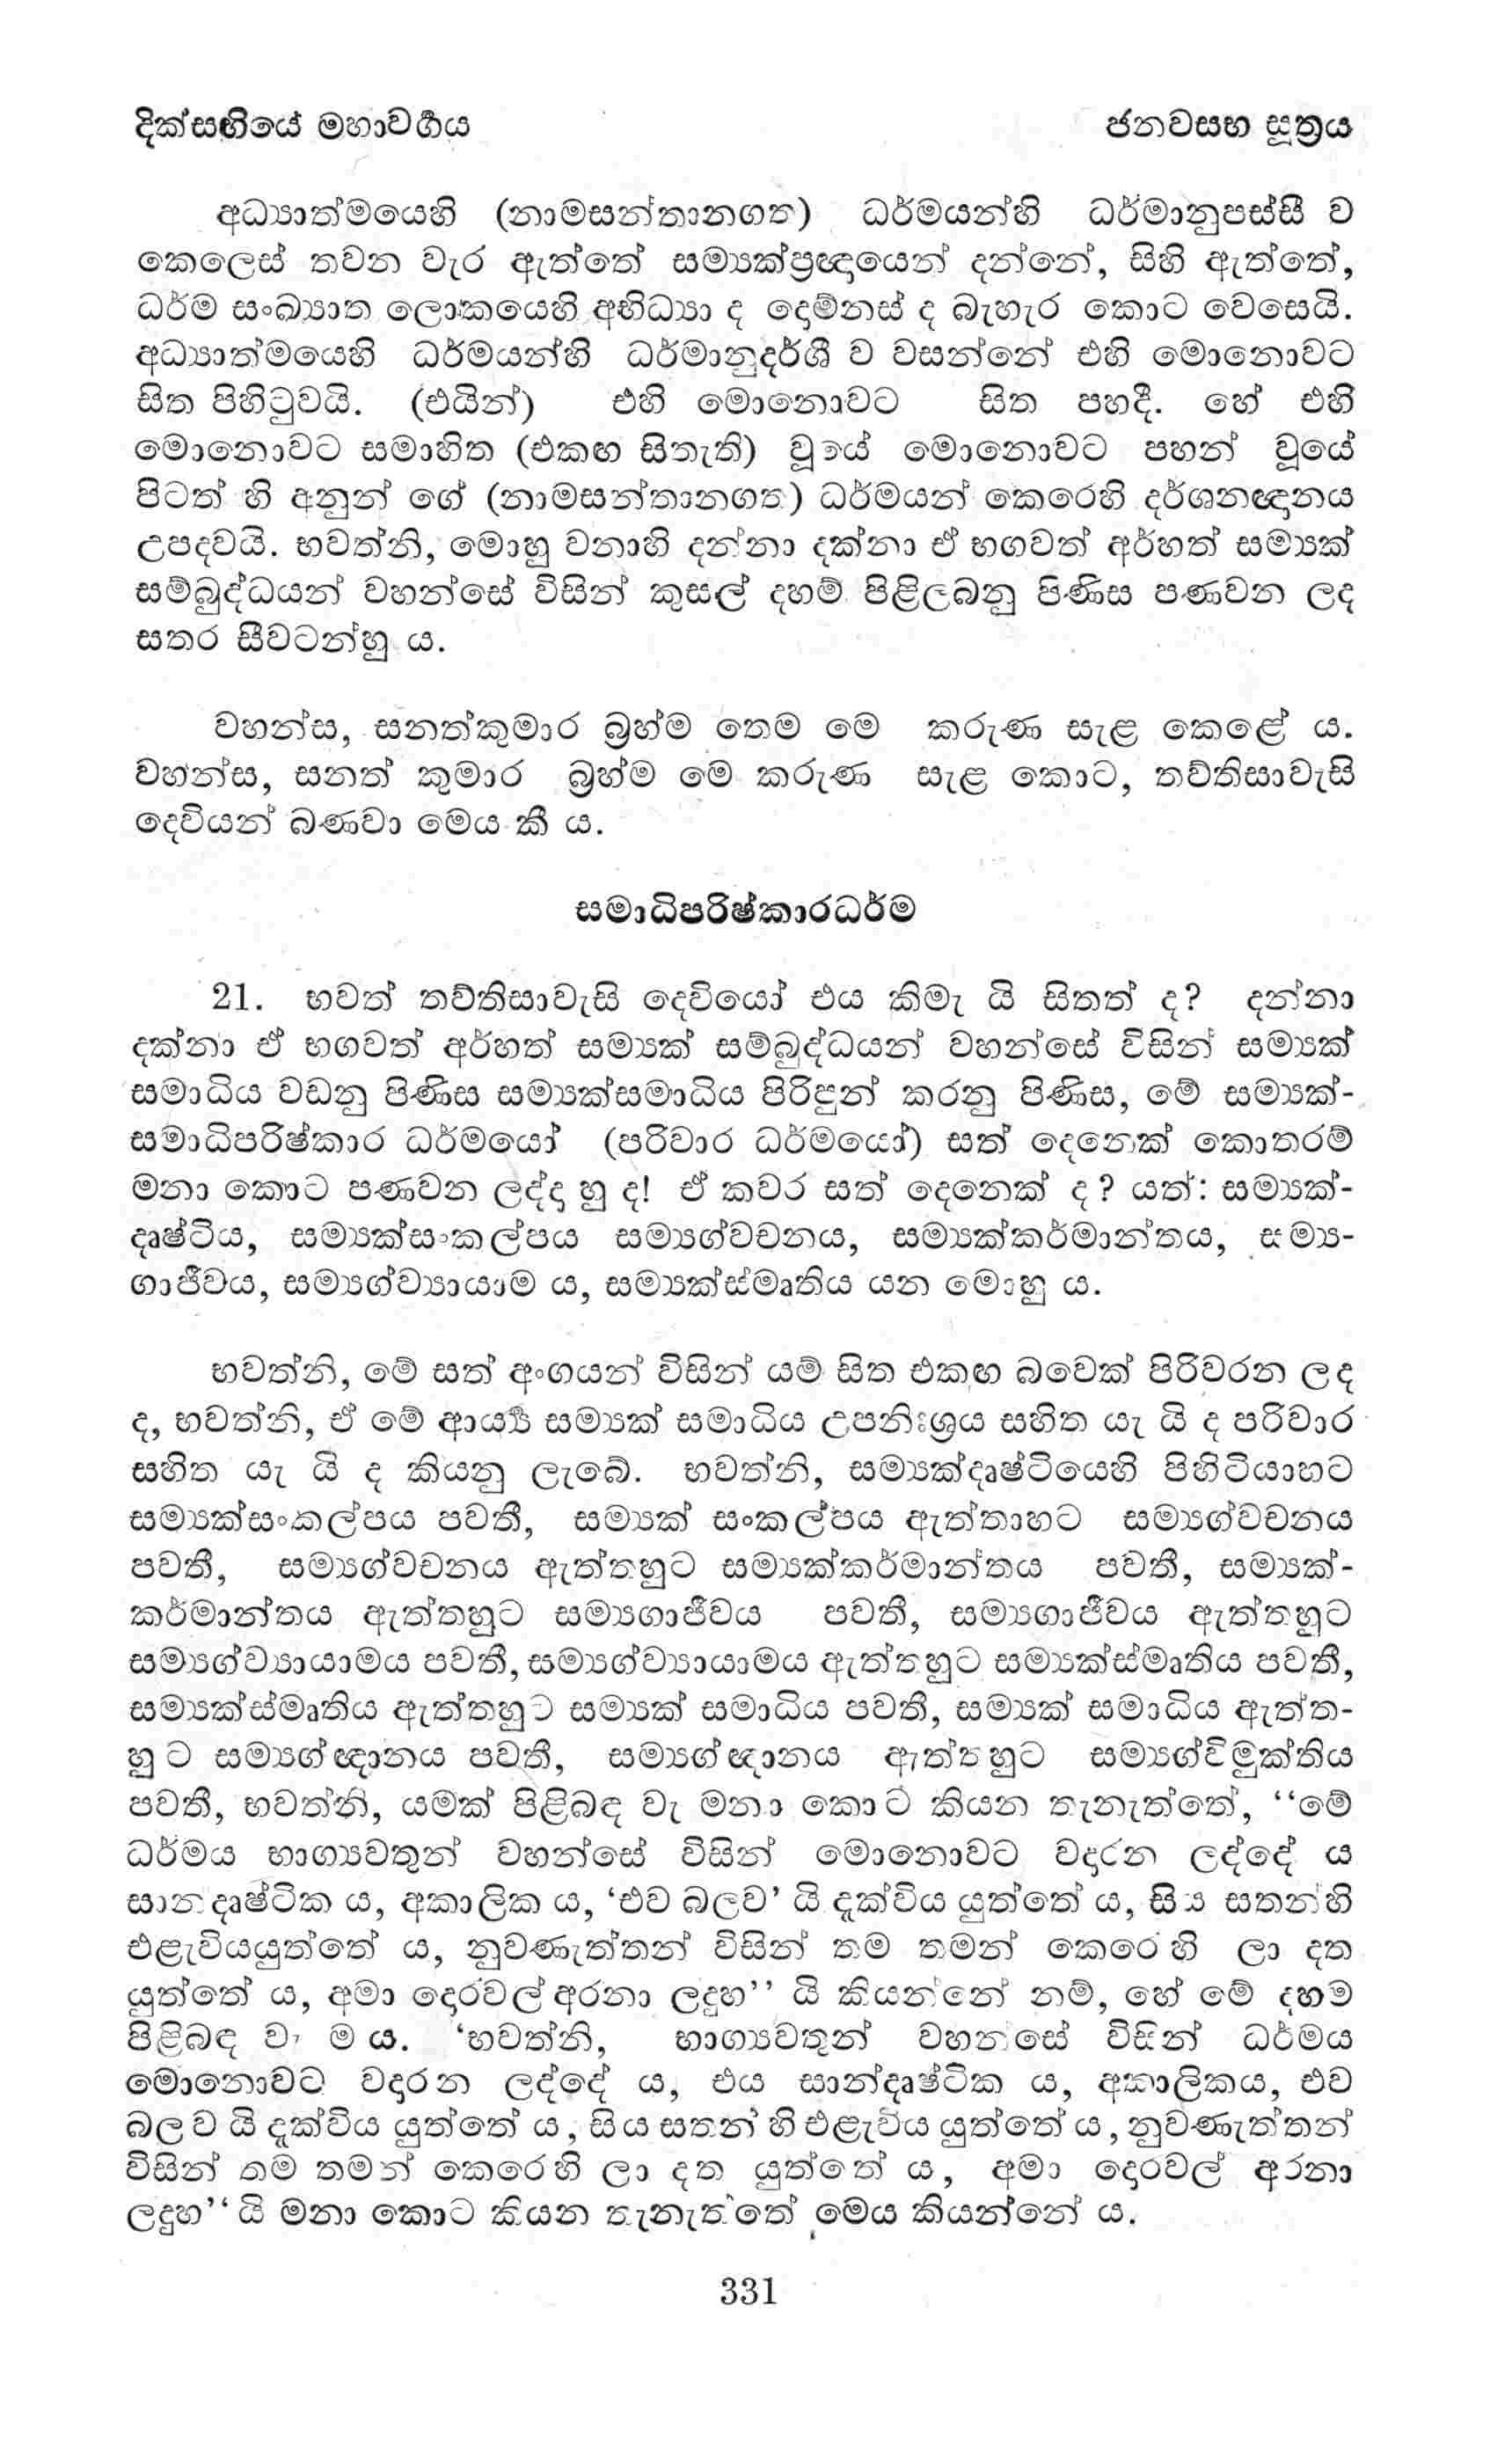 දික්සඟියේ මහාවර්‍ගය
ජනවසභ සූත්‍රය
අධ්‍යාත්මයෙහි (නාමසන්තානගත) ධර්මයන්හි ධර්මානුපස්සී ව
කෙලෙස් තවන වැර ඇත්තේ සම්‍යක්ප්‍රඥායෙන් දන්නේ, සිහි ඇත්තේ,
ධර්ම සංඛ්‍යාත ලොකයෙහි අභිධ්‍යා ද දොම්නස් ද බැහැර කොට වෙසෙයි.
අධ්‍යාත්මයෙහි ධර්මයන්හි ධර්මානුදර්ශී ව වසන්නේ එහි මොනොවට
සිත පිහිටුවයි. (එයින්) එහි මොනොවට සිත පහදී. හේ එහි
මොනොවට සමාහිත (එකඟ සිතැති) වූයේ මොනොවට පහන් වූයේ
පිටත් හි අනුන් ගේ (නාමසන්තානගත) ධර්මයන් කෙරෙහි දර්ශනඥානය
උපදවයි. භවත්නි, මොහු වනාහි දන්නා දක්නා ඒ භගවත් අර්හත් සම්‍යක්
සම්බුද්ධයන් වහන්සේ විසින් කුසල් දහම් පිළිලබනු පිණිස පණවන ලද
සතර සීවටන්හු ය.
වහන්ස, සනත්කුමාර බ්‍රහ්ම තෙම මෙ කරුණ සැළ කෙළේ ය.
වහන්ස, සනත් කුමාර බ්‍රහ්ම මෙ කරුණ සැළ කොට, තව්තිසාවැසි
දෙවියන් බණවා මෙය කී ය.
සමාධිපරිෂ්කාරධර්ම
21. භවත් තව්තිසාවැසි දෙවියෝ එය කිමැ යි සිතත් ද? දන්නා
දක්නා ඒ භගවත් අර්හත් සම්‍යක් සම්බුද්ධයන් වහන්සේ විසින් සම්‍යක්
සමාධිය වඩනු පිණිස සම්‍යක්සමාධිය පිරිපුන් කරනු පිණිස, මේ සම්‍යක්-
සමාධිපරිෂ්කාර ධර්මයෝ (පරිවාර ධර්මයෝ) සත් දෙනෙක් කොතරම්
මනා කොට පණවන ලද්දා හු ද! ඒ කවර සත් දෙනෙක් ද? යත්: සම්‍යක්-
දෘෂ්ටිය, සම්‍යක්සංකල්පය සම්‍යග්වචනය, සම්‍යක්කර්මාන්තය, සම්‍ය-
ගාජීවය, සම්‍යග්ව්‍යායාම ය, සම්‍යක්ස්මෘතිය යන මොහු ය.
භවත්නි, මේ සත් අංගයන් විසින් යම් සිත එකඟ බවෙක් පිරිවරන ලද
ද, භවත්නි, ඒ මේ ආර්‍ය්‍ය සම්‍යක් සමාධිය උපනිඃශ්‍රය සහිත යැ යි ද පරිවාර
සහිත යැ යි ද කියනු ලැබේ. භවත්නි, සම්‍යක්දෘෂ්ටියෙහි පිහිටියාහට
සම්‍යක්සංකල්පය පවතී, සම්‍යක් සංකල්පය ඇත්තාහට සම්‍යග්වචනය
පවතී, සම්‍යග්වචනය ඇත්තහුට සම්‍යක්කර්මාන්තය පවතී, සම්‍යක්-
කර්මාන්තය ඇත්තහුට සම්‍යගාජීවය පවතී, සම්‍යගාජීවය ඇත්තහුට
සම්‍යග්ව්‍යායාමය පවතී, සම්‍යග්ව්‍යායාමය ඇත්තහුට සම්‍යක්ස්මෘතිය පවතී,
සම්‍යක්ස්මෘතිය ඇත්තහුට සම්‍යක් සමාධිය පවතී, සම්‍යක් සමාධිය ඇත්ත-
හුට සම්‍යග්ඥානය පවතී, සම්‍යග්ඥානය ඇත්තහුට සම්‍යග්විමුක්තිය
පවතී, භවත්නි, යමක් පිළිබඳ වැ මනා කොට කියන තැනැත්තේ, ‘‘මේ
ධර්මය භාග්‍යවතුන් වහන්සේ විසින් මොනොවට වදාරන ලද්දේ ය
සාන්දෘෂ්ටික ය, අකාලික ය, ‘එව බලව’ යි දැක්විය යුත්තේ ය, සිය සතන්හි
එළැවියයුත්තේ ය, නුවණැත්තන් විසින් තම තමන් කෙරෙහි ලා දත
යුත්තේ ය, අමා දොරවල් අරනා ලදුහ’’ යි කියන්නේ නම්, හේ මේ දහම
පිළිබඳ ව ම ය. ‘භවත්නි, භාග්‍යවතුන් වහන්සේ විසින් ධර්මය
මොනොවට වදාරන ලද්දේ ය, එය සාන්දෘෂ්ටික ය, අකාලිකය, එව
බලව යි දැක්විය යුත්තේ ය, සිය සතන් හි එළැවිය යුත්තේ ය, නුවණැත්තන්
විසින් තම තමන් කෙරෙහි ලා දත යුත්තේ ය, අමා දොරවල් අරනා
ලදුහ’‘ යි මනා කොට කියන තැනැත්තේ මෙය කියන්නේ ය.
331